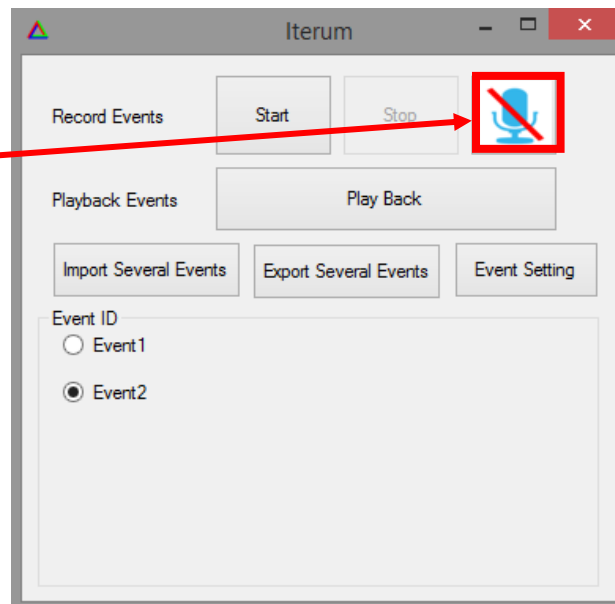 Iterum
Record Events Start Stop
Playback Events Play Back
Import Several Events Export Several Events Event Setting
Event ID
Event1
Event2